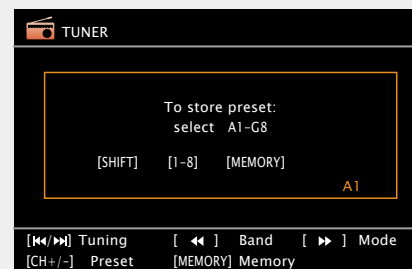 TUNER
To store preset:
select A1-G8
[SHIFT] [1-8] [MEMORY]
A1
[⏮/⏭] Tuning [ ◀◀ ] Band [ ▶▶ ] Mode
[CH+/-] Preset [MEMORY] Memory